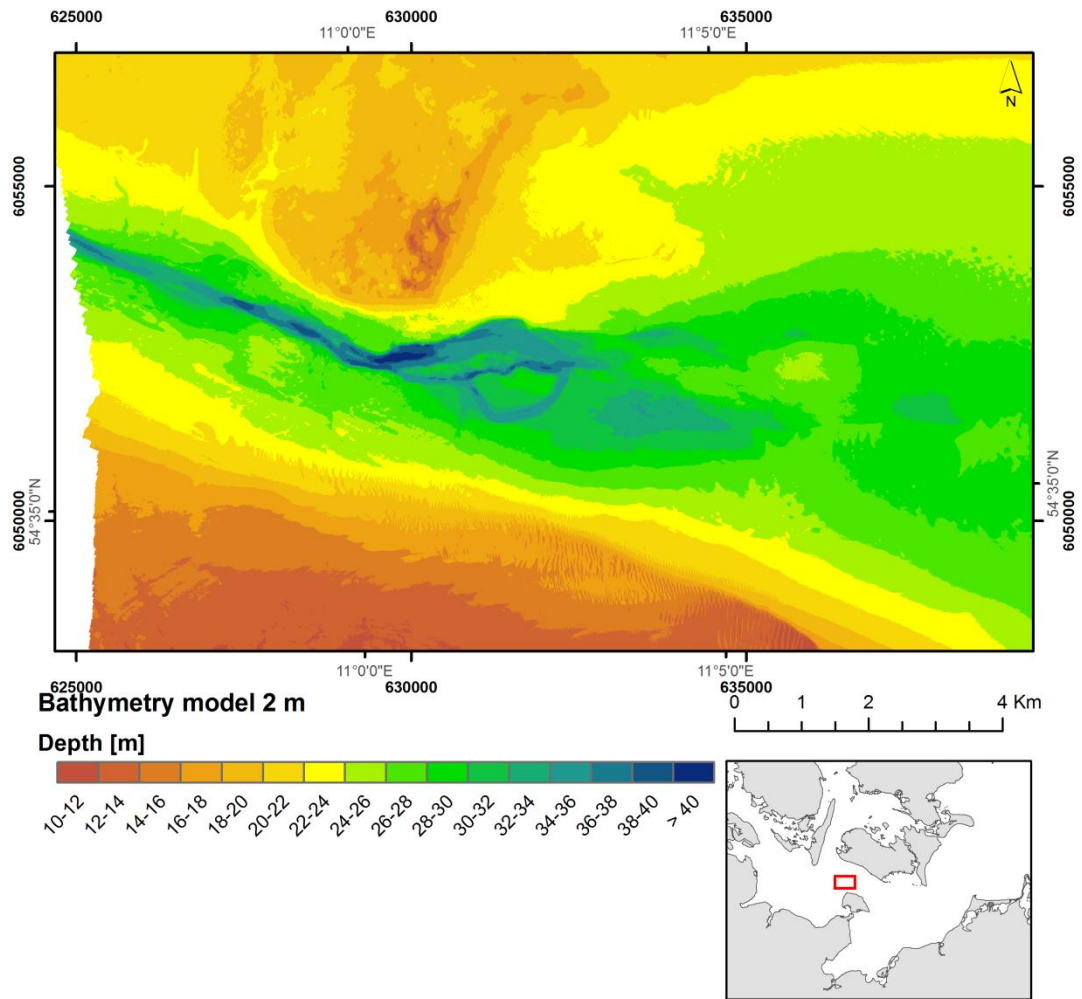 625000 630000 635000
11°0'0"E 11°5'0"E
N
6055000 6055000
6050000 54°35'0"N 54°35'0"N 6050000
11°0'0"E 11°5'0"E
625000 630000 635000
Bathymetry model 2 m
0 1 2 4 Km
Depth [m]
10-12 12-14 14-16 16-18 18-20 20-22 22-24 24-26 26-28 28-30 30-32 32-34 34-36 36-38 38-40 > 40